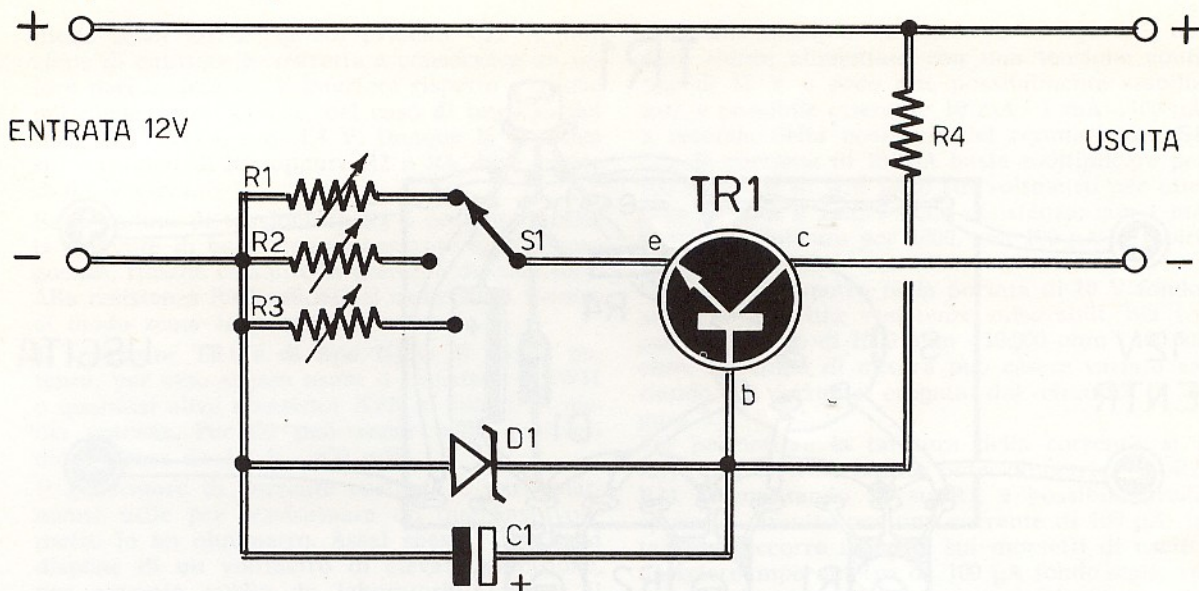 + +
ENTRATA 12V
R4
USCITA
R1
TR1
R2
S1
e
c
-
-
R3
b
D1
C1
+